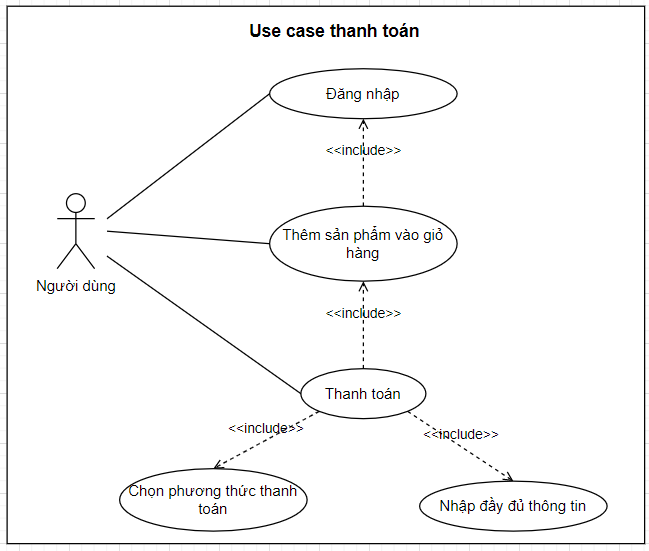 Use case thanh toán
Đăng nhập
<<include>>
Thêm sản phẩm vào giỏ
hàng
Người dùng
<<include>>
Thanh toán
<<include>>
<<include>>
Chọn phương thức thanh
toán
Nhập đầy đủ thông tin